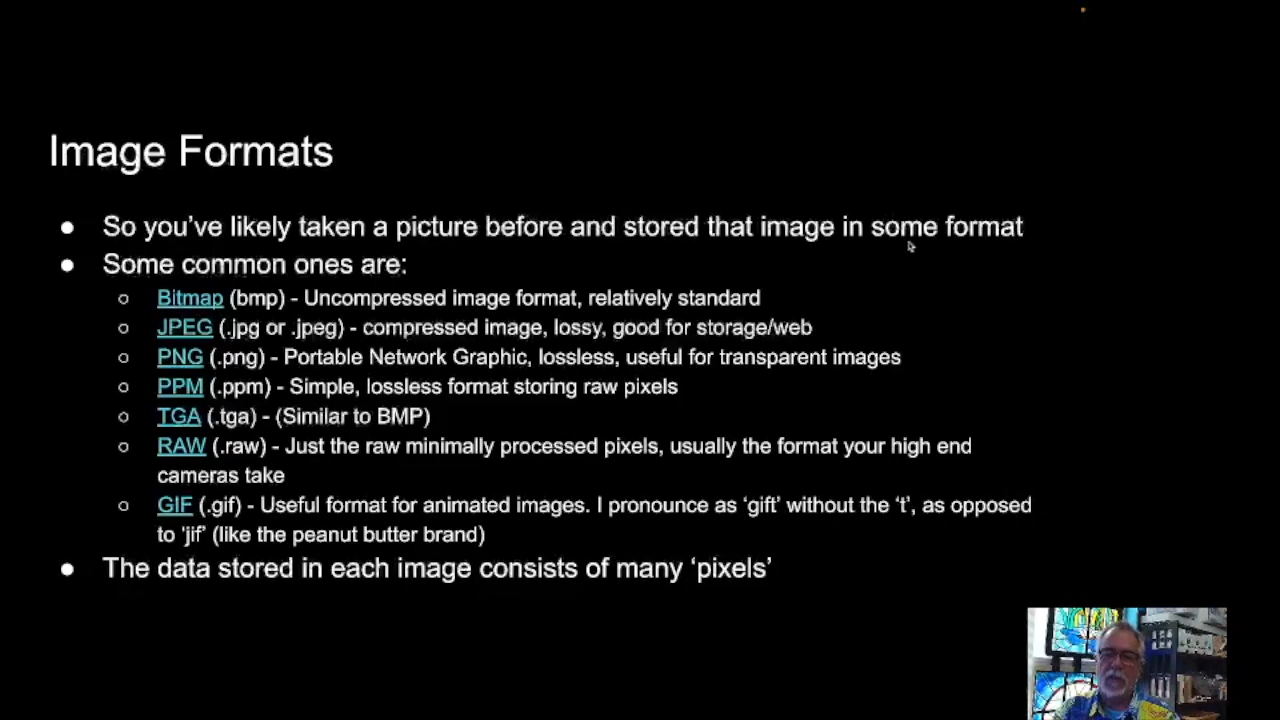 Image Formats
● So you’ve likely taken a picture before and stored that image in some format
● Some common ones are:
○ Bitmap (bmp) - Uncompressed image format, relatively standard
○ JPEG (.jpg or .jpeg) - compressed image, lossy, good for storage/web
○ PNG (.png) - Portable Network Graphic, lossless, useful for transparent images
○ PPM (.ppm) - Simple, lossless format storing raw pixels
○ TGA (.tga) - (Similar to BMP)
○ RAW (.raw) - Just the raw minimally processed pixels, usually the format your high end
cameras take
○ GIF (.gif) - Useful format for animated images. I pronounce as ‘gift’ without the ‘t’, as opposed
to ‘jif’ (like the peanut butter brand)
● The data stored in each image consists of many ‘pixels’